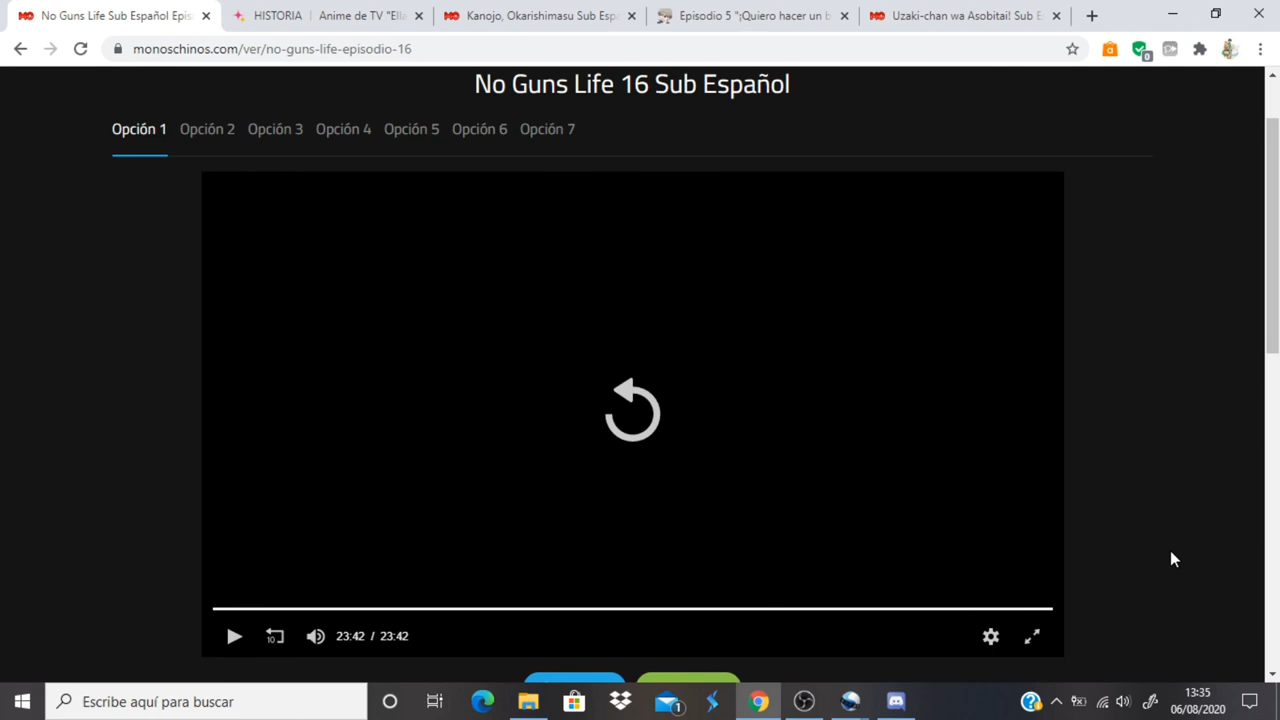 No Guns Life Sub Español Epis
HISTORIA | Anime de TV "Ella
Kanojo, Okarishimasu Sub Esp
Episodio 5 "¡Quiero hacer un b
Uzaki-chan wa Asobitai! Sub E
monoschinos.com/ver/no-guns-life-episodio-16
a
0
No Guns Life 16 Sub Español
Opción 1 Opción 2 Opción 3 Opción 4 Opción 5 Opción 6 Opción 7
10
23:42 / 23:42
Escribe aquí para buscar
1
13:35
06/08/2020